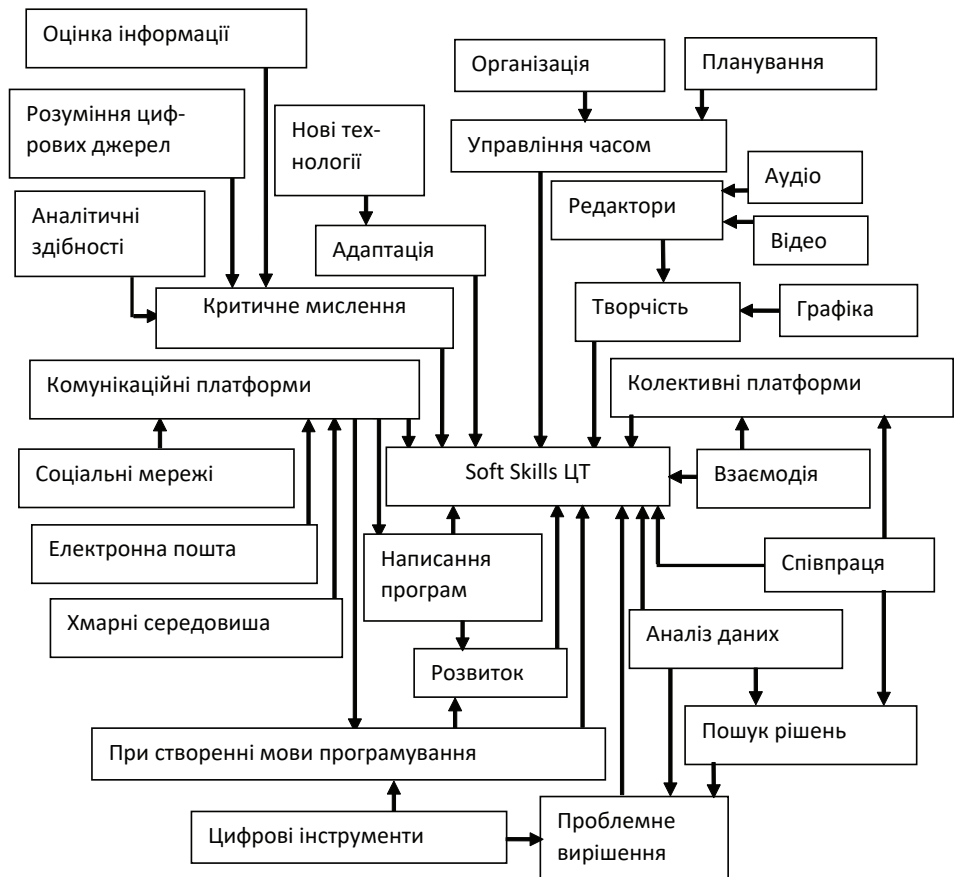 Оцінка інформації
Організація
Планування
Розуміння циф-
рових джерел
Нові тех-
нології
Управління часом
Аудіо
Редактори
Відео
Аналітичні
здібності
Адаптація
Критичне мислення
Творчість
Графіка
Комунікаційні платформи
Колективні платформи
Соціальні мережі
Soft Skills ЦТ
Взаємодія
Електронна пошта
Написання
програм
Співпраця
Хмарні середовиша
Аналіз даних
Розвиток
Пошук рішень
При створенні мови програмування
Цифрові інструменти
Проблемне
вирішення